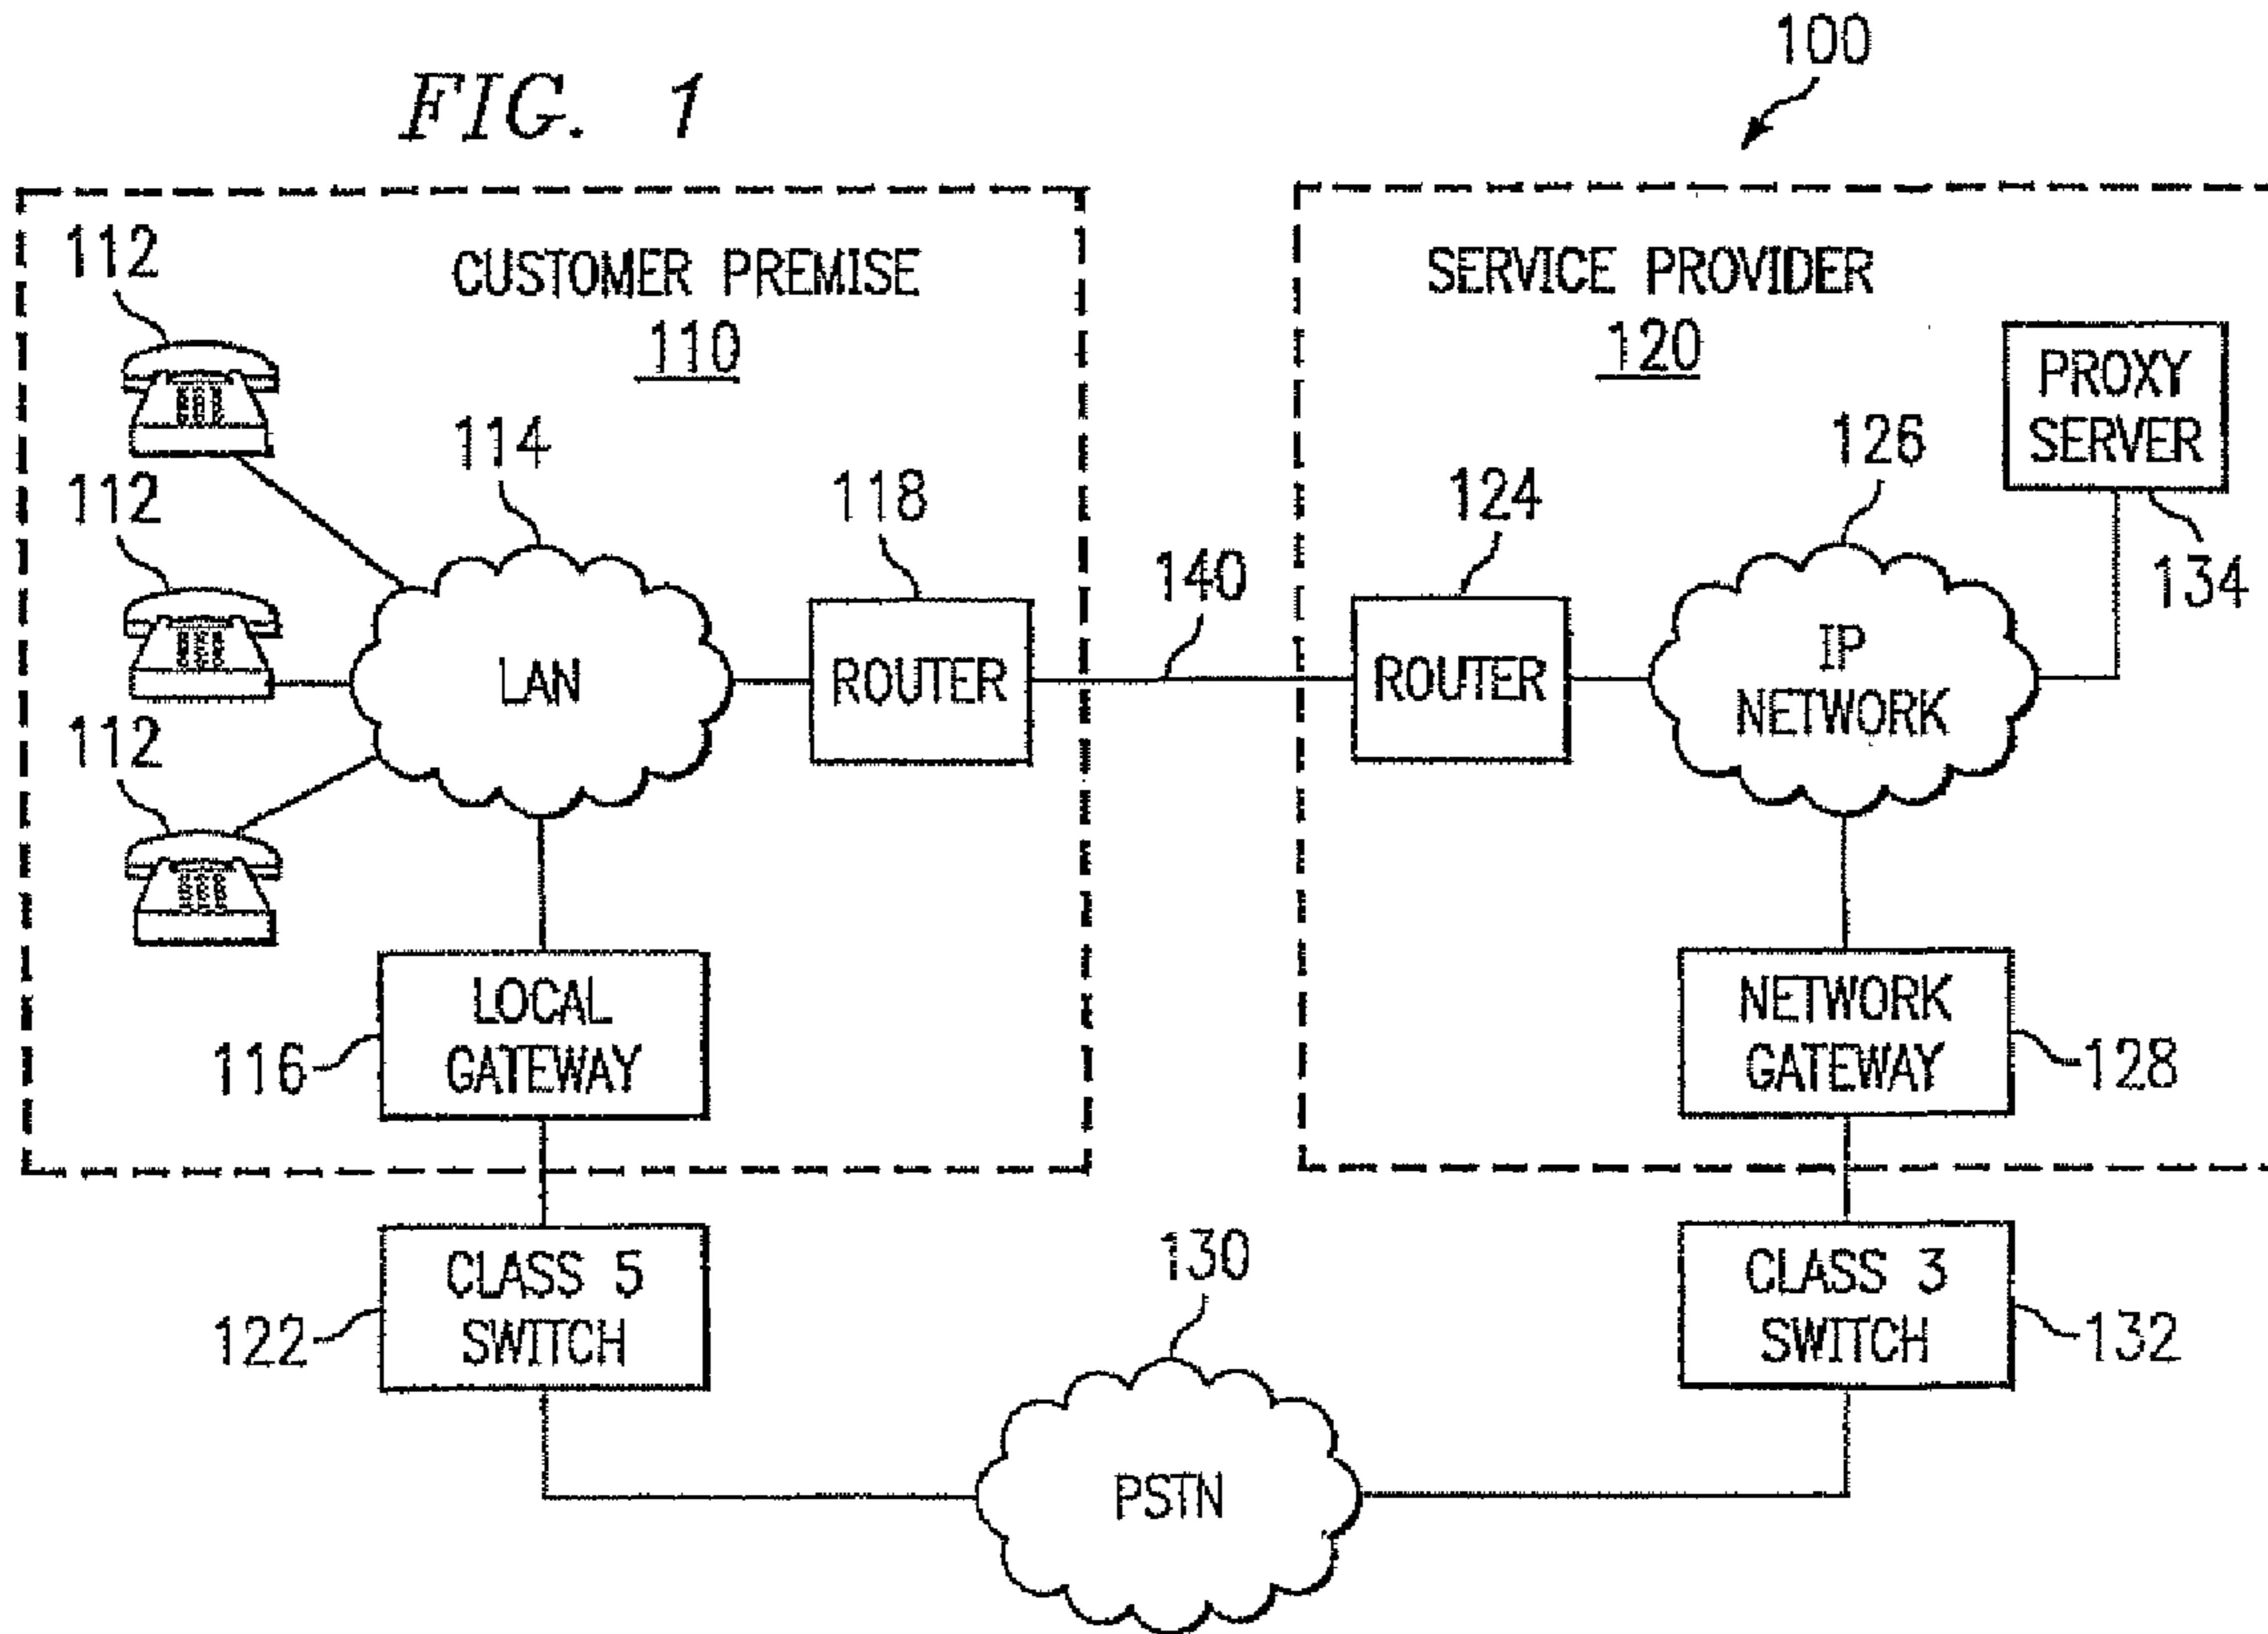 100
FIG. 1
CUSTOMER PREMISE
110
SERVICE PROVIDER
120
112
112
112
114
LAN
118
ROUTER
140
124
ROUTER
126
IP
NETWORK
PROXY
SERVER
134
LOCAL
GATEWAY
116
NETWORK
GATEWAY
128
CLASS 5
SWITCH
122
130
PSTN
CLASS 3
SWITCH
132